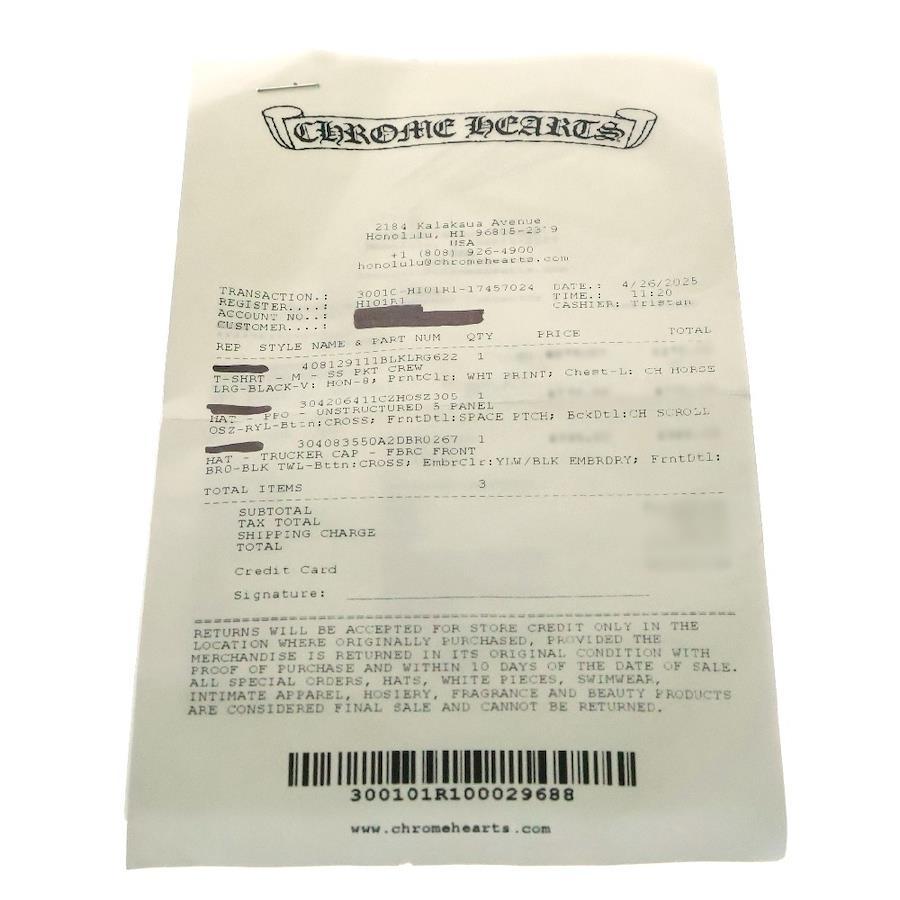 CHROME HEARTS
2184 Kalakaua Avenue
Honolulu, HI 96815-23 9
USA
+1 (808) 926-4900
honolulu@chromehearts.com
TRANSACTION.: 3001C-HI01R1-17457024 DATE.: 4/26/2025
REGISTER....: HI01R1 TIME.: 11:20
ACCOUNT NO..: CASHIER: Tristan
CUSTOMER....:
REP STYLE NAME & PART NUM QTY PRICE TOTAL
408129111BLKLRG622 1
T-SHRT - M - SS PKT CREW
LRG-BLACK-V: HON-8; PrntClr: WHT PRINT; Chest-L: CH HORSE
304206411CZHOSZ305 1
HAT - PPO - UNSTRUCTURED 5 PANEL
OSZ-RYL-Bttn:CROSS; FrntDtl:SPACE PTCH; BckDtl:CH SCROLL
304083550A2DBR0267 1
HAT - TRUCKER CAP - FBRC FRONT
BR0-BLK TWL-Bttn:CROSS; EmbrClr:YLW/BLK EMBRDRY; FrntDtl:
TOTAL ITEMS 3
SUBTOTAL
TAX TOTAL
SHIPPING CHARGE
TOTAL
Credit Card
Signature:
RETURNS WILL BE ACCEPTED FOR STORE CREDIT ONLY IN THE
LOCATION WHERE ORIGINALLY PURCHASED, PROVIDED THE
MERCHANDISE IS RETURNED IN ITS ORIGINAL CONDITION WITH
PROOF OF PURCHASE AND WITHIN 10 DAYS OF THE DATE OF SALE.
ALL SPECIAL ORDERS, HATS, WHITE PIECES, SWIMWEAR,
INTIMATE APPAREL, HOSIERY, FRAGRANCE AND BEAUTY PRODUCTS
ARE CONSIDERED FINAL SALE AND CANNOT BE RETURNED.
300101R100029688
www.chromehearts.com